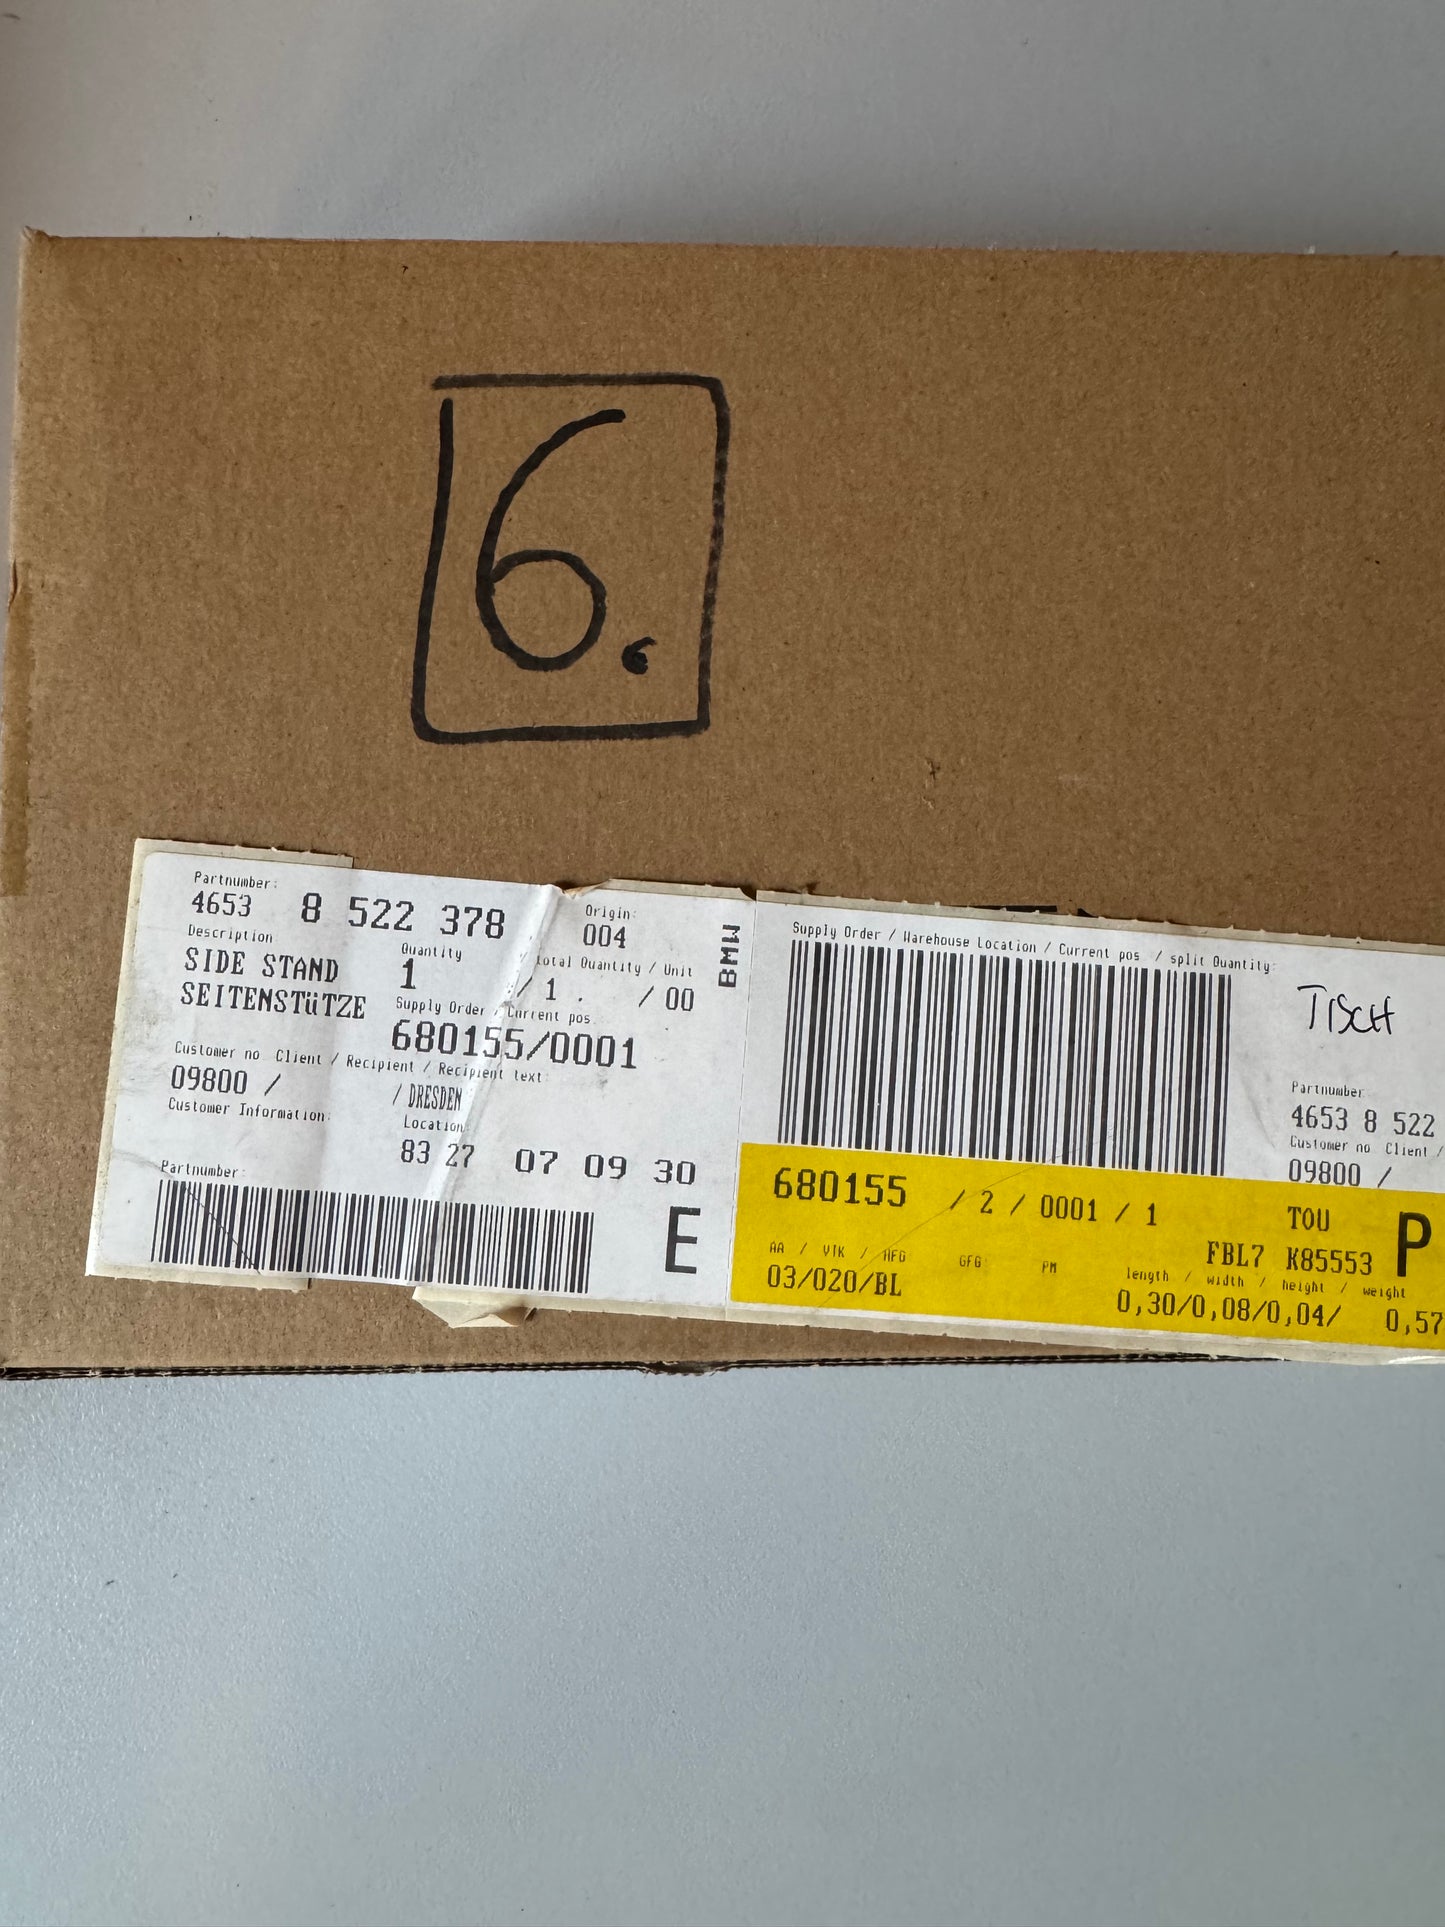 6.6
Partnumber:
4653 8 522 378
Origin:
004
BMW
Description
SIDE STAND
SEITENSTüTZE
Quantity / total Quantity / Unit
1 / 1 . / 00
Supply Order / Current pos.
680155/0001
Customer no. Client / Recipient / Recipient text:
09800 / / DRESDEN
Customer Information:
Location:
83 27 07 09 30
Partnumber:
E
Supply Order / Warehouse Location / Current pos. / split Quantity:
TISCH
Partnumber
4653 8 522
Customer no. Client /
09800 /
680155 / 2 / 0001 / 1
TOU
P
AA / VTK / HFG GFG: PM
FBL7 K85553
03/020/BL
length / width / height / weight
0,30/0,08/0,04/ 0,57